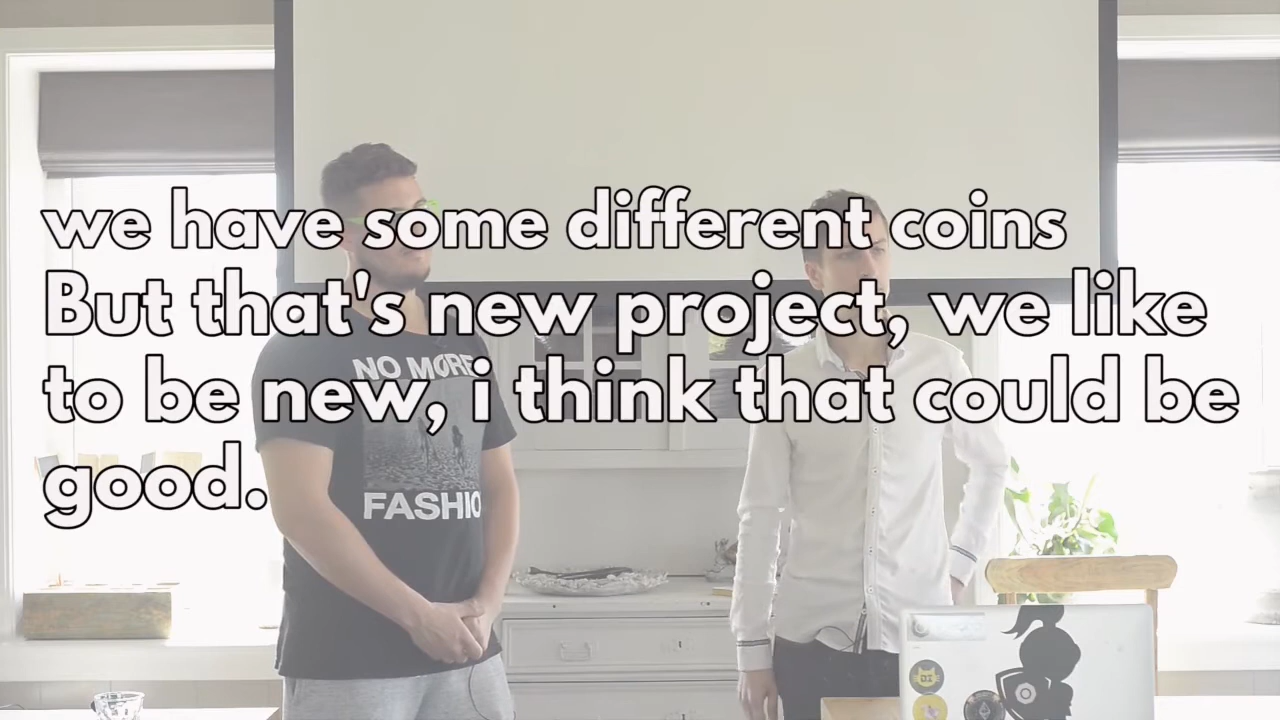 we have some different coins
But that's new project, we like
to be new, i think that could be
good.
NO MORE
FASHIO